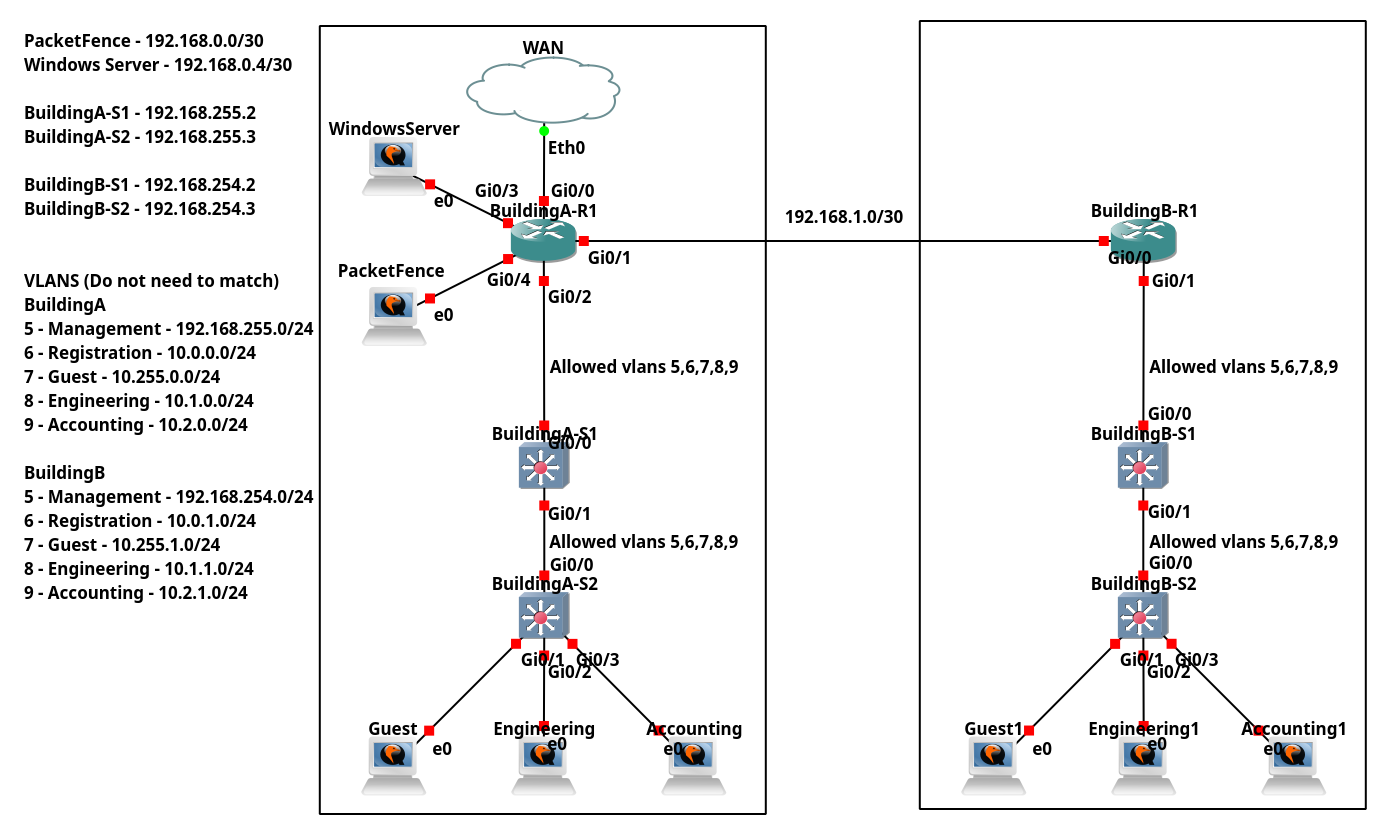 PacketFence - 192.168.0.0/30
Windows Server - 192.168.0.4/30
BuildingA-S1 - 192.168.255.2
BuildingA-S2 - 192.168.255.3
BuildingB-S1 - 192.168.254.2
BuildingB-S2 - 192.168.254.3
VLANS (Do not need to match)
BuildingA
5 - Management - 192.168.255.0/24
6 - Registration - 10.0.0.0/24
7 - Guest - 10.255.0.0/24
8 - Engineering - 10.1.0.0/24
9 - Accounting - 10.2.0.0/24
BuildingB
5 - Management - 192.168.254.0/24
6 - Registration - 10.0.1.0/24
7 - Guest - 10.255.1.0/24
8 - Engineering - 10.1.1.0/24
9 - Accounting - 10.2.1.0/24
WAN
Eth0
WindowsServer
e0
Gi0/3
Gi0/0
BuildingA-R1
Gi0/1
PacketFence
e0
Gi0/4
Gi0/2
Allowed vlans 5,6,7,8,9
BuildingA-S1
Gi0/0
Gi0/1
Allowed vlans 5,6,7,8,9
Gi0/0
BuildingA-S2
Gi0/1
Gi0/3
Gi0/2
Guest
e0
Engineering
e0
Accounting
e0
192.168.1.0/30
BuildingB-R1
Gi0/0
Gi0/1
Allowed vlans 5,6,7,8,9
Gi0/0
BuildingB-S1
Gi0/1
Allowed vlans 5,6,7,8,9
Gi0/0
BuildingB-S2
Gi0/1
Gi0/3
Gi0/2
Guest1
e0
Engineering1
e0
Accounting1
e0